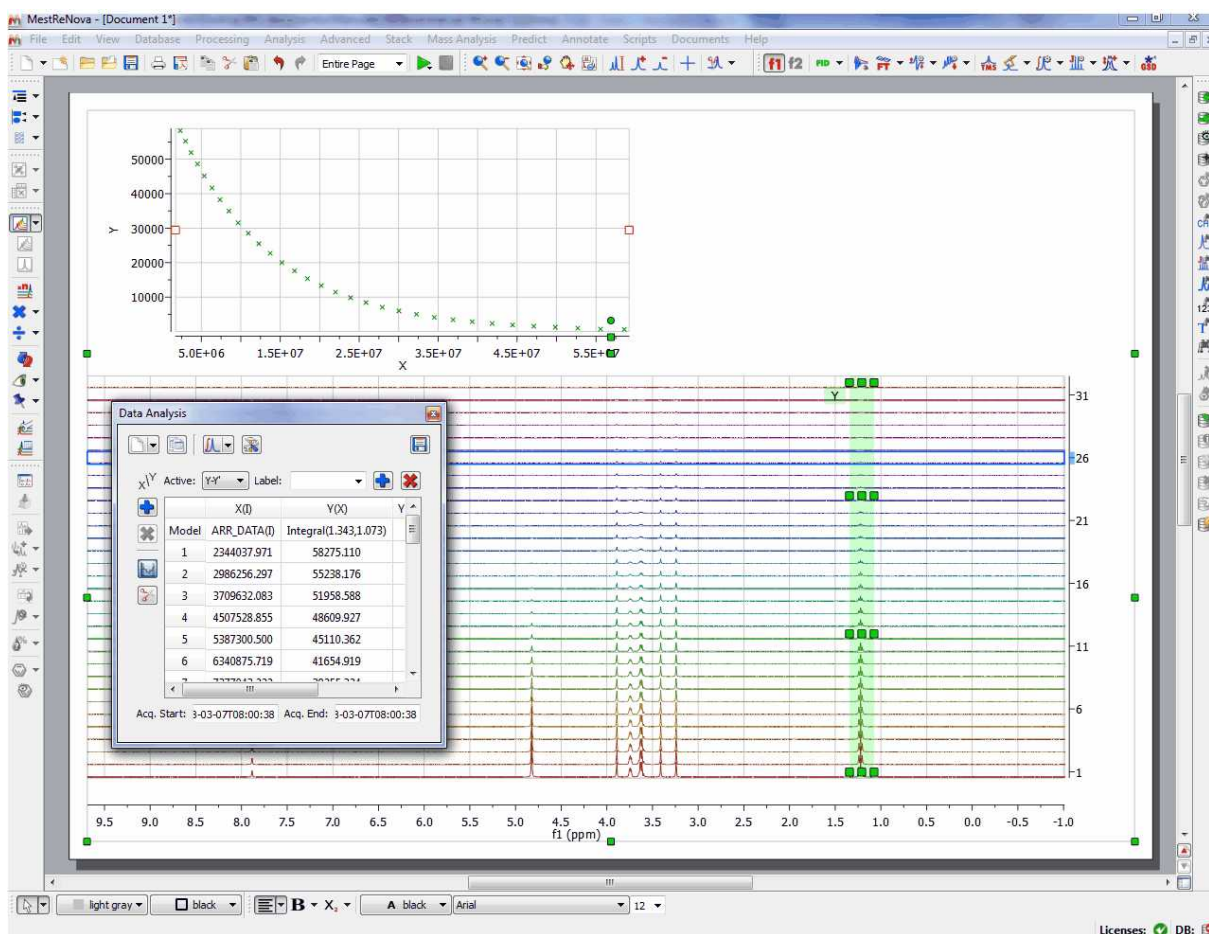 MestReNova - [Document 1*]
File Edit View Database Processing Analysis Advanced Stack Mass Analysis Predict Annotate Scripts Documents Help
Entire Page f1 f2 FID FT TMS GSD
50000
40000
30000
20000
10000
Y
5.0E+06 1.5E+07 2.5E+07 3.5E+07 4.5E+07
X
Y
31
26
21
16
11
6
1
Data Analysis
X Y Active: Y-Y' Label:
X(I) Y(X) Y
Model ARR_DATA(I) Integral(1.343,1.073)
1 2344037.971 58275.110
2 2986256.297 55238.176
3 3709632.083 51958.588
4 4507528.855 48609.927
5 5387300.500 45110.362
6 6340875.719 41654.919
Acq. Start: 3-03-07T08:00:38 Acq. End: 3-03-07T08:00:38
9.5 9.0 8.5 8.0 7.5 7.0 6.5 6.0 5.5 5.0 4.5 4.0 3.5 3.0 2.5 2.0 1.5 1.0 0.5 0.0 -0.5 -1.0
f1 (ppm)
light gray black B X A black Arial 12
Licenses: DB: